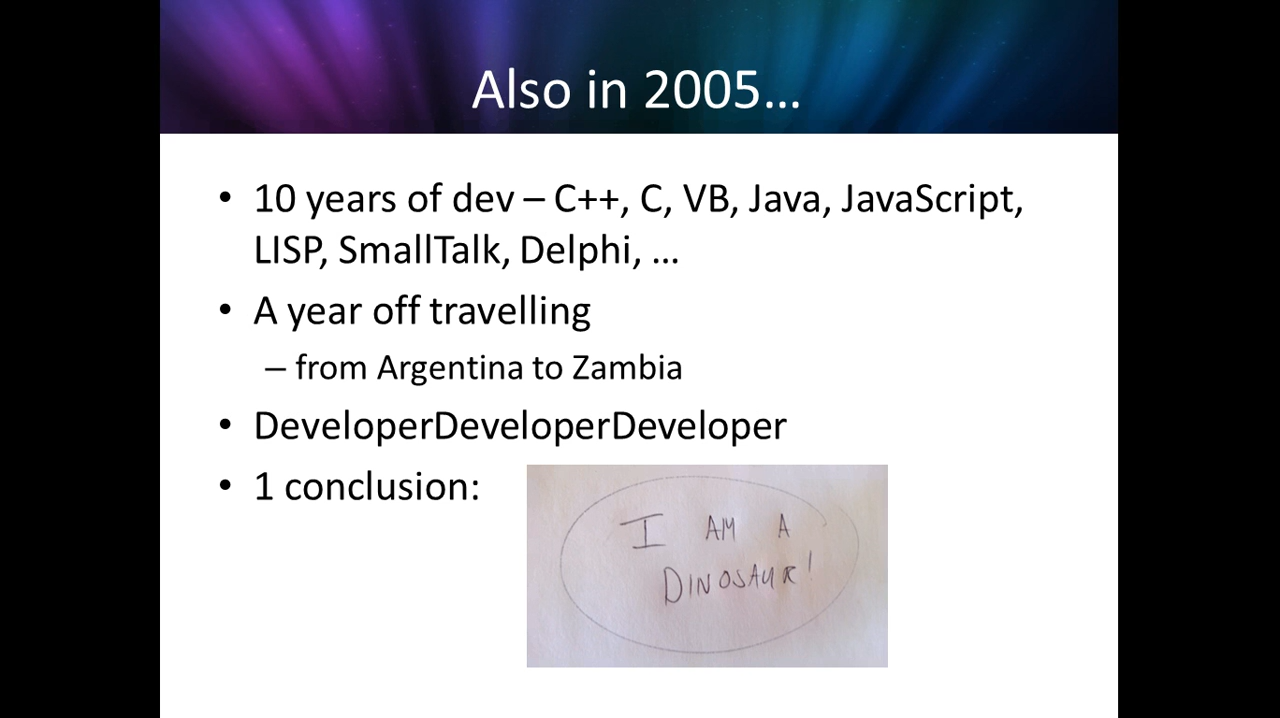 Also in 2005…
• 10 years of dev – C++, C, VB, Java, JavaScript,
LISP, SmallTalk, Delphi, …
• A year off travelling
– from Argentina to Zambia
• DeveloperDeveloperDeveloper
• 1 conclusion:
I AM A
DINOSAUR!